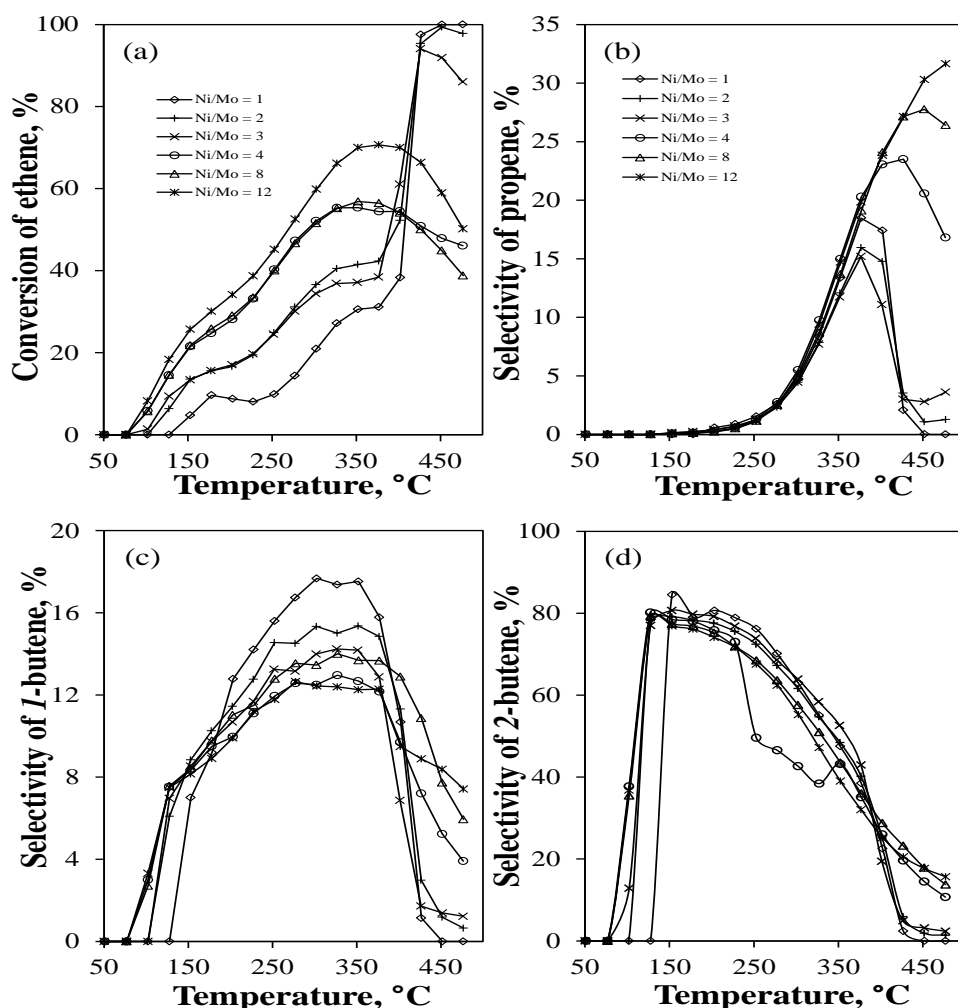 (a)
Conversion of ethene, %
100
80
60
40
20
0
Ni/Mo = 1
Ni/Mo = 2
Ni/Mo = 3
Ni/Mo = 4
Ni/Mo = 8
Ni/Mo = 12
50 150 250 350 450
Temperature, °C
(b)
Selectivity of propene, %
35
30
25
20
15
10
5
0
Ni/Mo = 1
Ni/Mo = 2
Ni/Mo = 3
Ni/Mo = 4
Ni/Mo = 8
Ni/Mo = 12
50 150 250 350 450
Temperature, °C
(c)
Selectivity of 1-butene, %
20
16
12
8
4
0
50 150 250 350 450
Temperature, °C
(d)
Selectivity of 2-butene, %
100
80
60
40
20
0
50 150 250 350 450
Temperature, °C